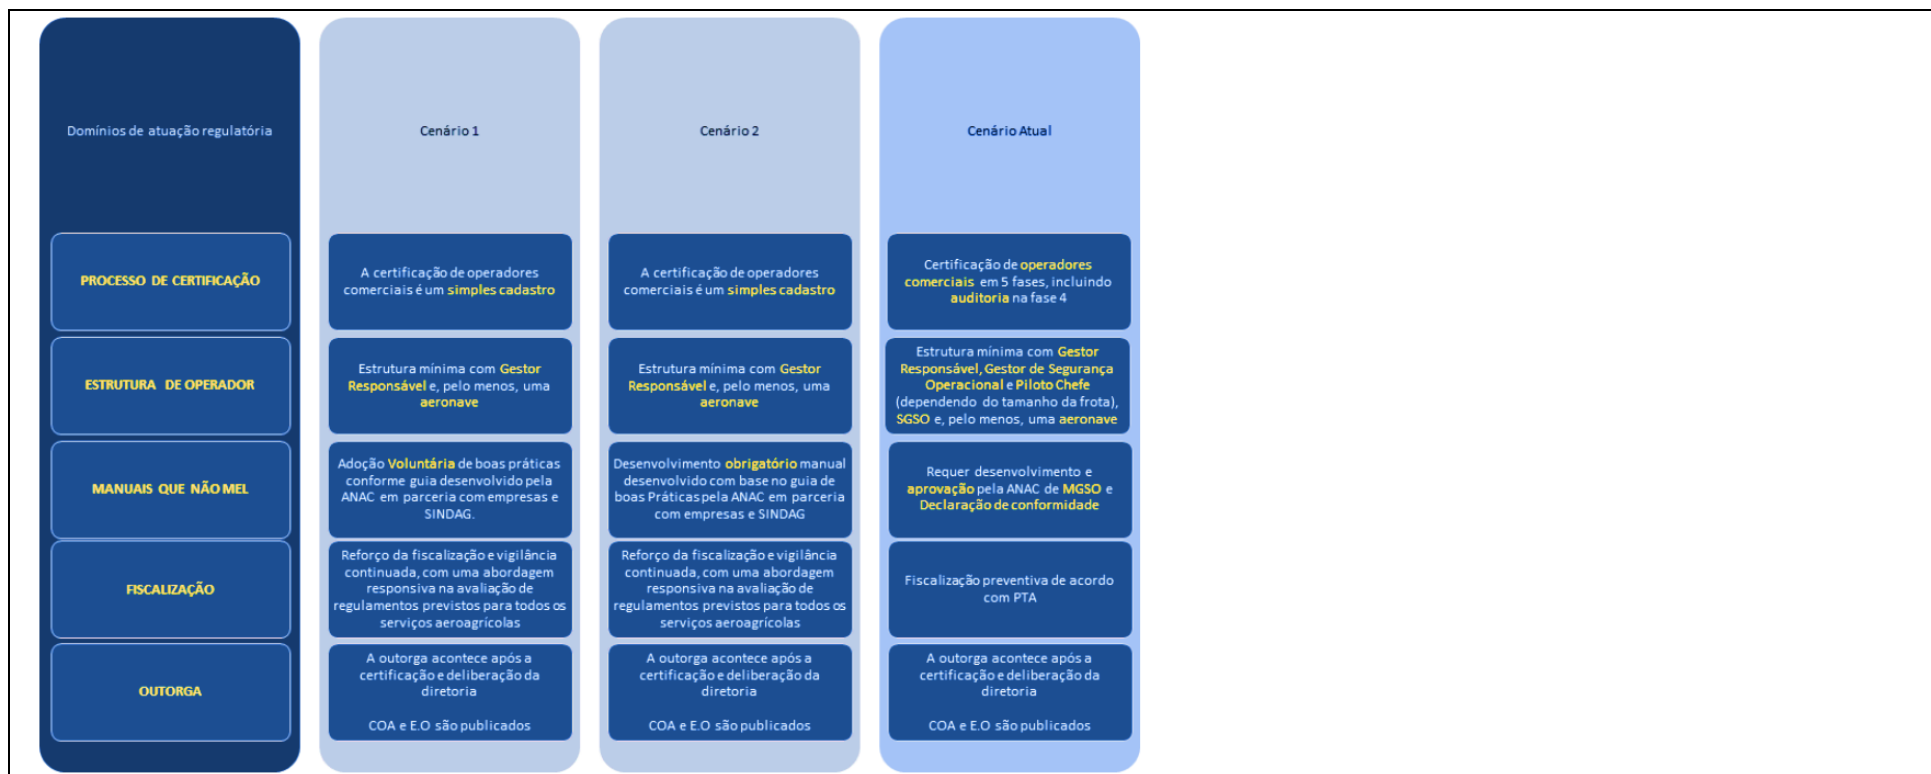 Domínios de atuação regulatória
Cenário 1
Cenário 2
Cenário Atual
PROCESSO DE CERTIFICAÇÃO
A certificação de operadores
comerciais é um simples cadastro
A certificação de operadores
comerciais é um simples cadastro
Certificação de operadores
comerciais em 5 fases, incluindo
auditoria na fase 4
ESTRUTURA DE OPERADOR
Estrutura mínima com Gestor
Responsável e, pelo menos, uma
aeronave
Estrutura mínima com Gestor
Responsável e, pelo menos, uma
aeronave
Estrutura mínima com Gestor
Responsável, Gestor de Segurança
Operacional e Piloto Chefe
(dependendo do tamanho da frota),
SGSO e, pelo menos, uma aeronave
MANUAIS QUE NÃO MEL
Adoção Voluntária de boas práticas
conforme guia desenvolvido pela
ANAC em parceria com empresas e
SINDAG.
Desenvolvimento obrigatório manual
desenvolvido com base no guia de
boas Práticas pela ANAC em parceria
com empresas e SINDAG
Requer desenvolvimento e
aprovação pela ANAC de MGSO e
Declaração de conformidade
FISCALIZAÇÃO
Reforço da fiscalização e vigilância
continuada, com uma abordagem
responsiva na avaliação de
regulamentos previstos para todos os
serviços aeroagrícolas
Reforço da fiscalização e vigilância
continuada, com uma abordagem
responsiva na avaliação de
regulamentos previstos para todos os
serviços aeroagrícolas
Fiscalização preventiva de acordo
com PTA
OUTORGA
A outorga acontece após a
certificação e deliberação da
diretoria
COA e E.O são publicados
A outorga acontece após a
certificação e deliberação da
diretoria
COA e E.O são publicados
A outorga acontece após a
certificação e deliberação da
diretoria
COA e E.O são publicados